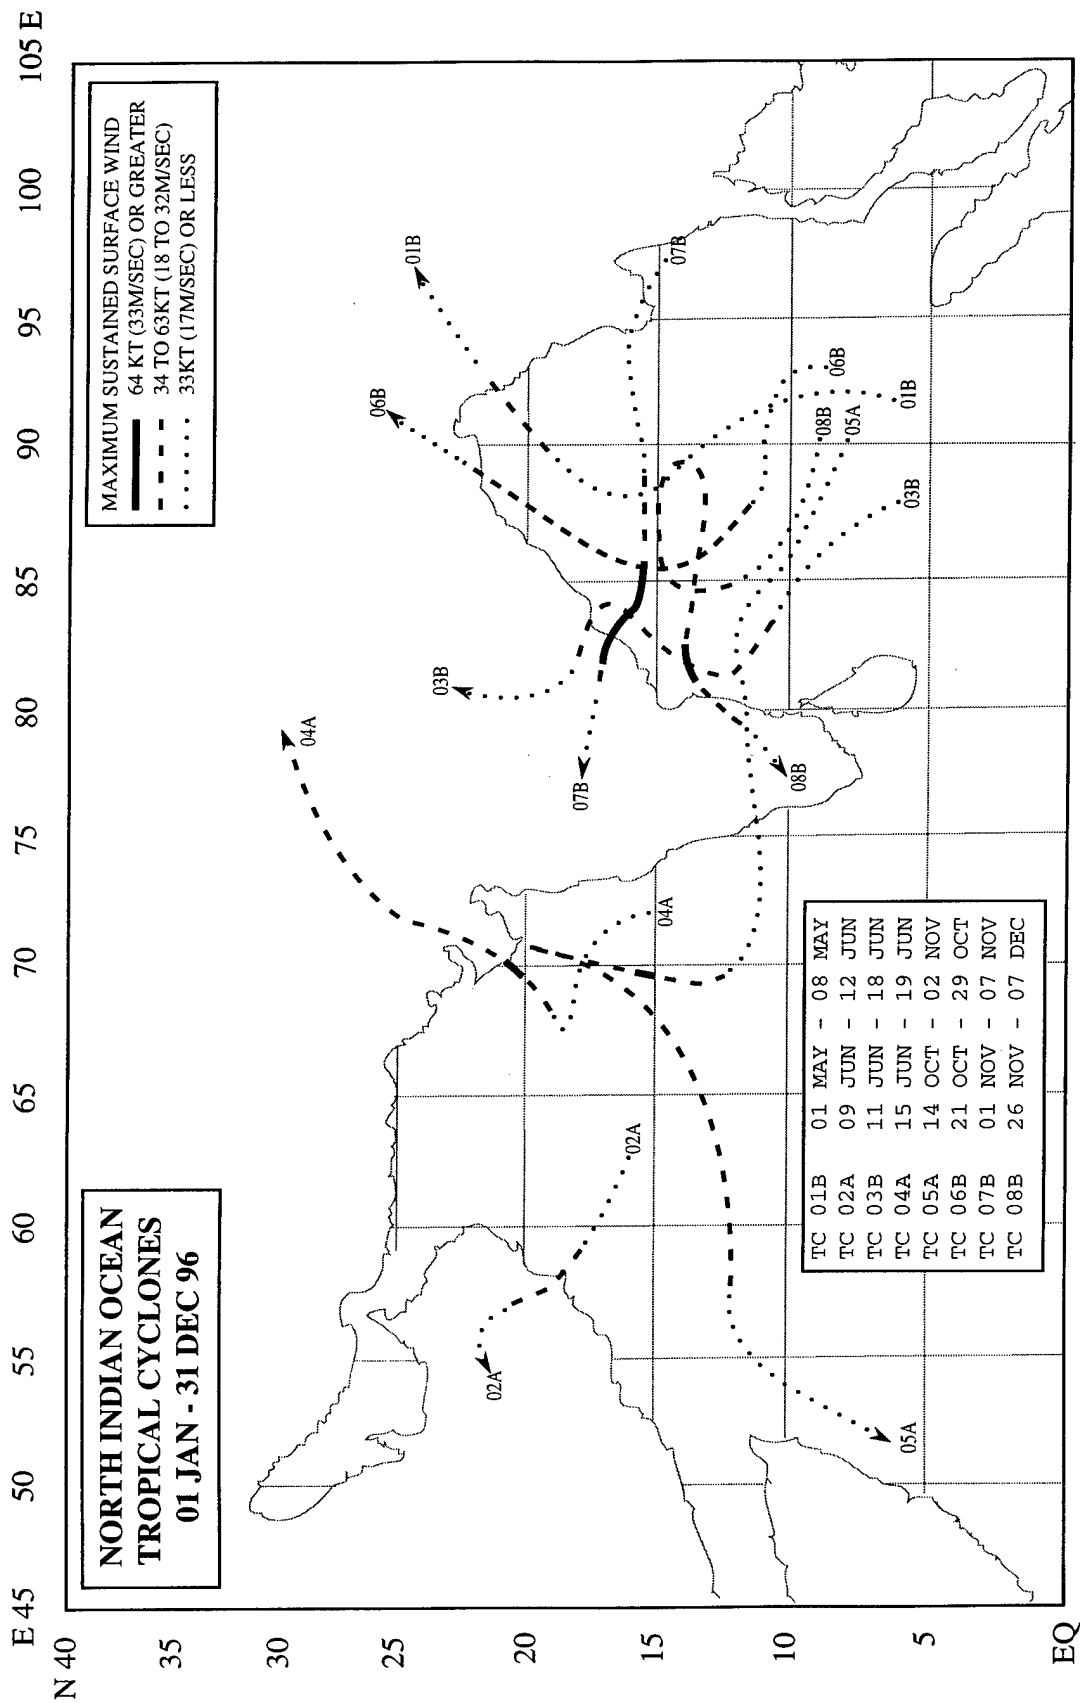 NORTH INDIAN OCEAN
TROPICAL CYCLONES
01 JAN - 31 DEC 96
MAXIMUM SUSTAINED SURFACE WIND
64 KT (33M/SEC) OR GREATER
34 TO 63KT (18 TO 32M/SEC)
33KT (17M/SEC) OR LESS
E 45
50
55
60
65
70
75
80
85
90
95
100
105 E
N 40
35
30
25
20
15
10
5
EQ
04A
03B
07B
06B
01B
07B
02A
02A
04A
08B
06B
01B
08B
05A
03B
05A
TC 01B 01 MAY - 08 MAY
TC 02A 09 JUN - 12 JUN
TC 03B 11 JUN - 18 JUN
TC 04A 15 JUN - 19 JUN
TC 05A 14 OCT - 02 NOV
TC 06B 21 OCT - 29 OCT
TC 07B 01 NOV - 07 NOV
TC 08B 26 NOV - 07 DEC